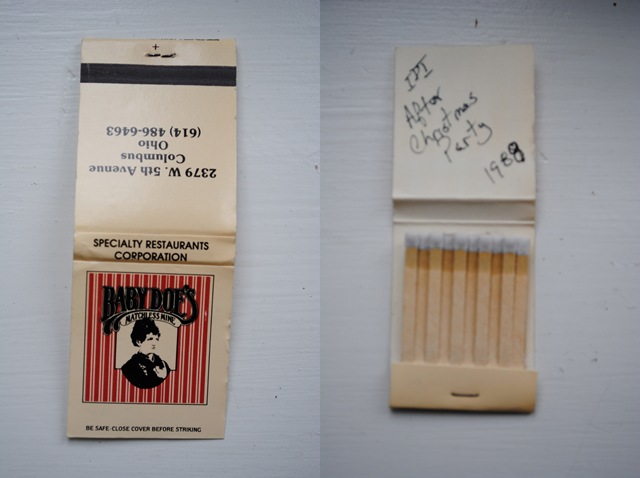 2379 W. 5th Avenue
Columbus
Ohio
(614) 486-6463
SPECIALTY RESTAURANTS
CORPORATION
BABY DOE'S
MATCHLESS MINE
BE SAFE-CLOSE COVER BEFORE STRIKING
After
Christmas
Party
1988